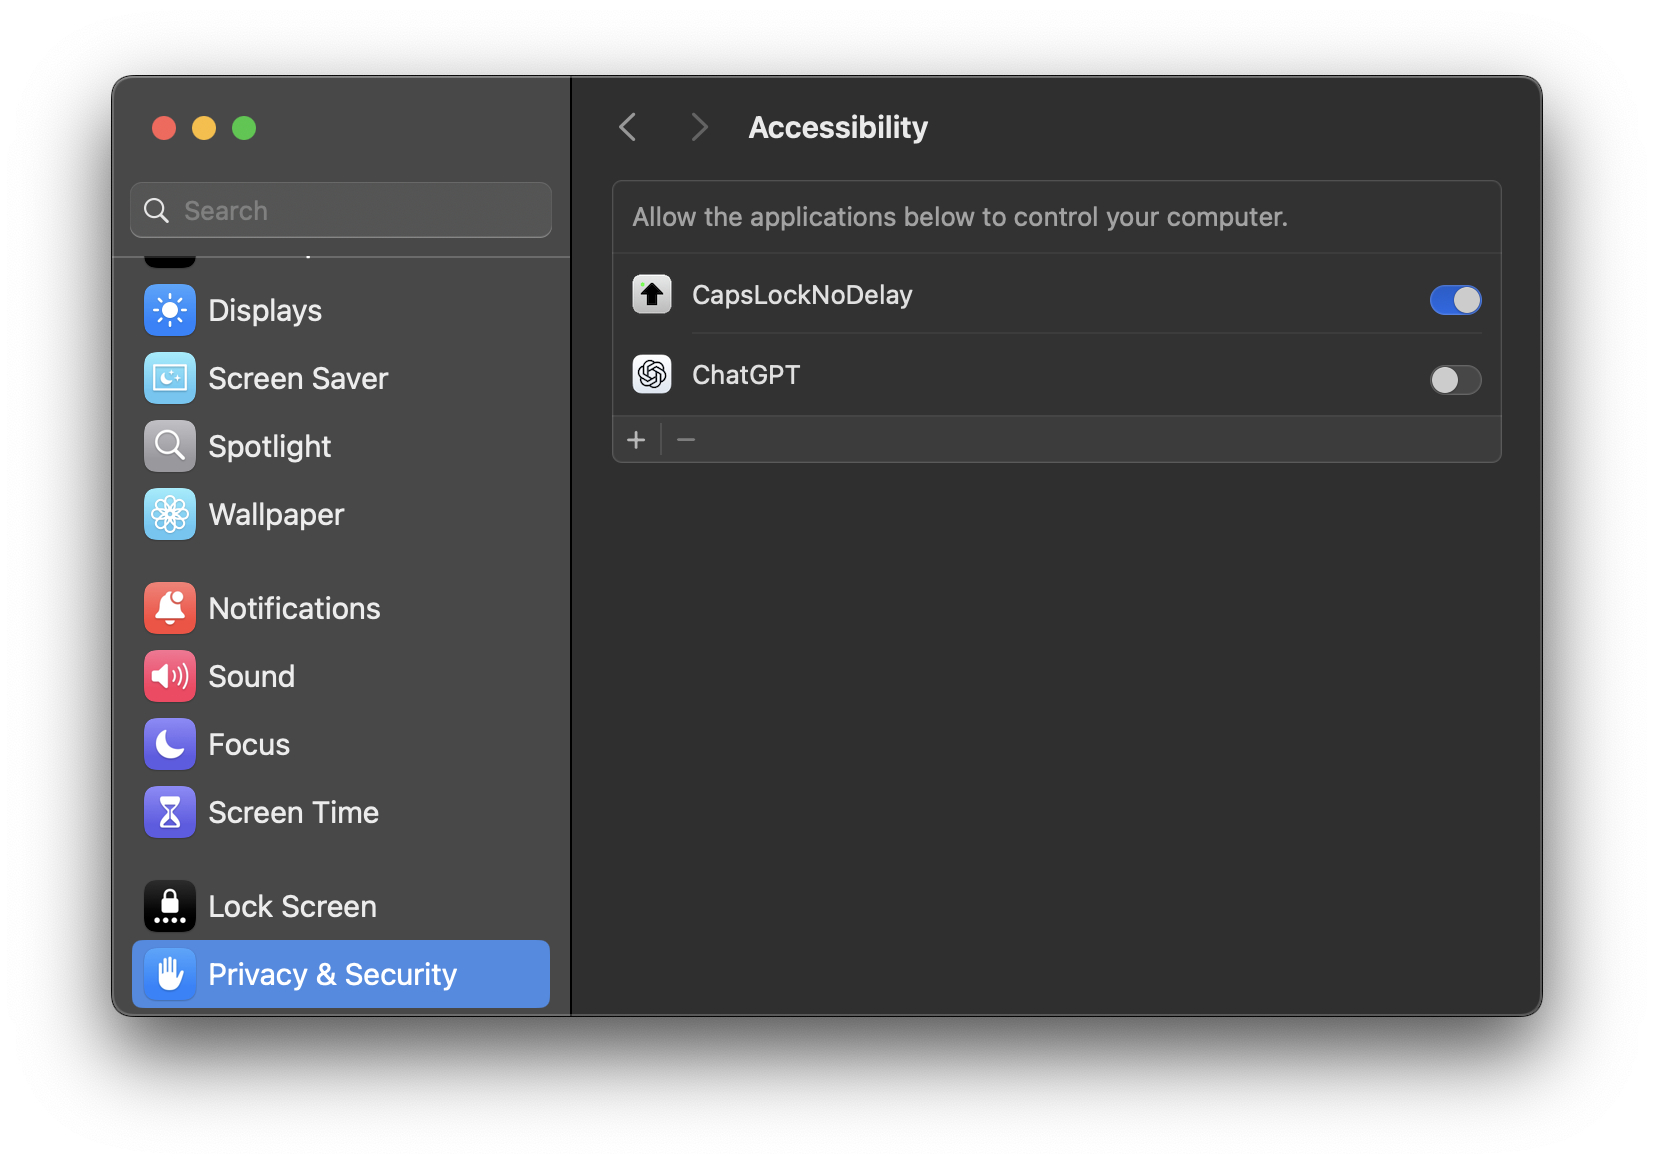 Search
Displays
Screen Saver
Spotlight
Wallpaper
Notifications
Sound
Focus
Screen Time
Lock Screen
Privacy & Security
Accessibility
Allow the applications below to control your computer.
CapsLockNoDelay
ChatGPT